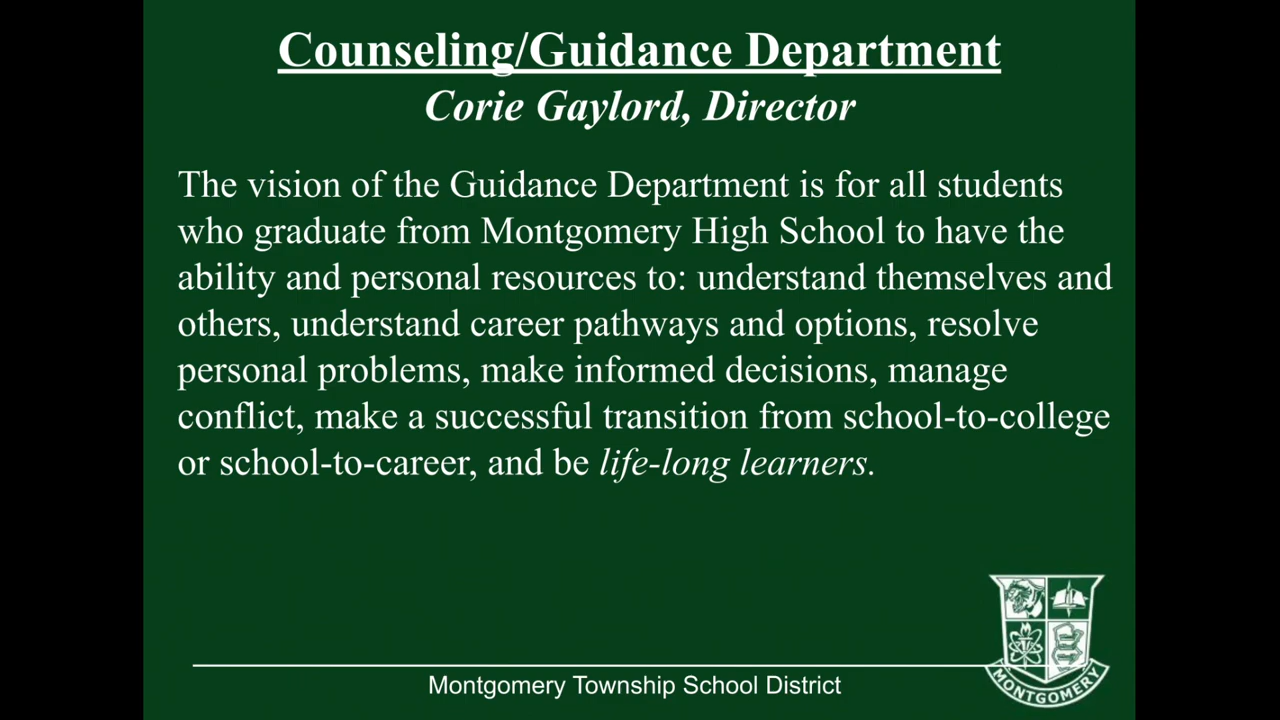 Counseling/Guidance Department
Corie Gaylord, Director
The vision of the Guidance Department is for all students
who graduate from Montgomery High School to have the
ability and personal resources to: understand themselves and
others, understand career pathways and options, resolve
personal problems, make informed decisions, manage
conflict, make a successful transition from school-to-college
or school-to-career, and be life-long learners.
Montgomery Township School District
MONTGOMERY